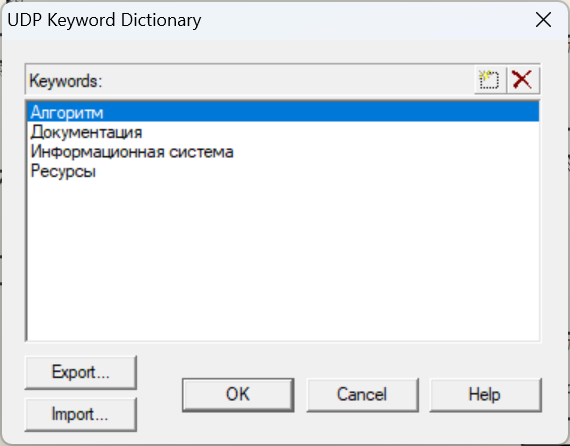 UDP Keyword Dictionary
Keywords:
Алгоритм
Документация
Информационная система
Ресурсы
Export...
Import...
OK
Cancel
Help